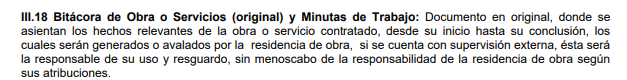 III.18 Bitácora de Obra o Servicios (original) y Minutas de Trabajo: Documento en original, donde se
asientan los hechos relevantes de la obra o servicio contratado, desde su inicio hasta su conclusión, los
cuales serán generados o avalados por la residencia de obra, si se cuenta con supervisión externa, ésta será
la responsable de su uso y resguardo, sin menoscabo de la responsabilidad de la residencia de obra según
sus atribuciones.